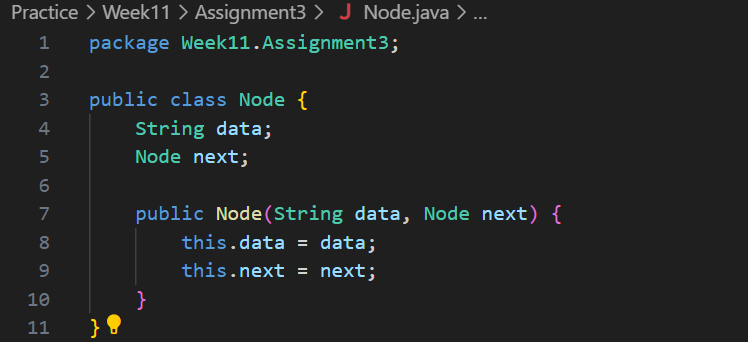 Practice > Week11 > Assignment3 > J Node.java > ...
1 package Week11.Assignment3;
2
3 public class Node {
4 String data;
5 Node next;
6
7 public Node(String data, Node next) {
8 this.data = data;
9 this.next = next;
10 }
11 }